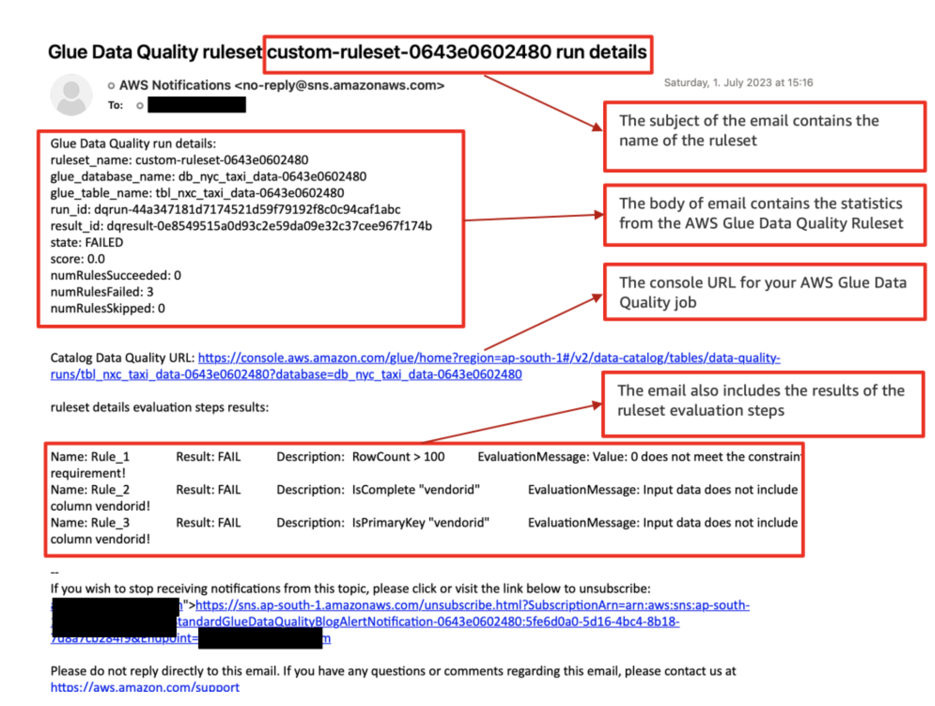 Glue Data Quality ruleset custom-ruleset-0643e0602480 run details
AWS Notifications <no-reply@sns.amazonaws.com>
Saturday, 1. July 2023 at 15:16
To:
The subject of the email contains the
name of the ruleset
Glue Data Quality run details:
ruleset_name: custom-ruleset-0643e0602480
glue_database_name: db_nyc_taxi_data-0643e0602480
glue_table_name: tbl_nxc_taxi_data-0643e0602480
run_id: dqrun-44a347181d7174521d59f79192f8c0c94caf1abc
result_id: dqresult-0e8549515a0d93c2e59da09e32c37cee967f174b
state: FAILED
score: 0.0
numRulesSucceeded: 0
numRulesFailed: 3
numRulesSkipped: 0
The body of email contains the statistics
from the AWS Glue Data Quality Ruleset
The console URL for your AWS Glue Data
Quality job
Catalog Data Quality URL: https://console.aws.amazon.com/glue/home?region=ap-south-1#/v2/data-catalog/tables/data-quality-
runs/tbl_nxc_taxi_data-0643e0602480?database=db_nyc_taxi_data-0643e0602480
The email also includes the results of the
ruleset evaluation steps
ruleset details evaluation steps results:
Name: Rule_1 Result: FAIL Description: RowCount > 100 EvaluationMessage: Value: 0 does not meet the constraint
requirement!
Name: Rule_2 Result: FAIL Description: IsComplete "vendorid" EvaluationMessage: Input data does not include
column vendorid!
Name: Rule_3 Result: FAIL Description: IsPrimaryKey "vendorid" EvaluationMessage: Input data does not include
column vendorid!
--
If you wish to stop receiving notifications from this topic, please click or visit the link below to unsubscribe:
">https://sns.ap-south-1.amazonaws.com/unsubscribe.html?SubscriptionArn=arn:aws:sns:ap-south-
tandardGlueDataQualityBlogAlertNotification-0643e0602480:5fe6d0a0-5d16-4bc4-8b18-
7d8a7cb284f9&Endpoint=
Please do not reply directly to this email. If you have any questions or comments regarding this email, please contact us at
https://aws.amazon.com/support